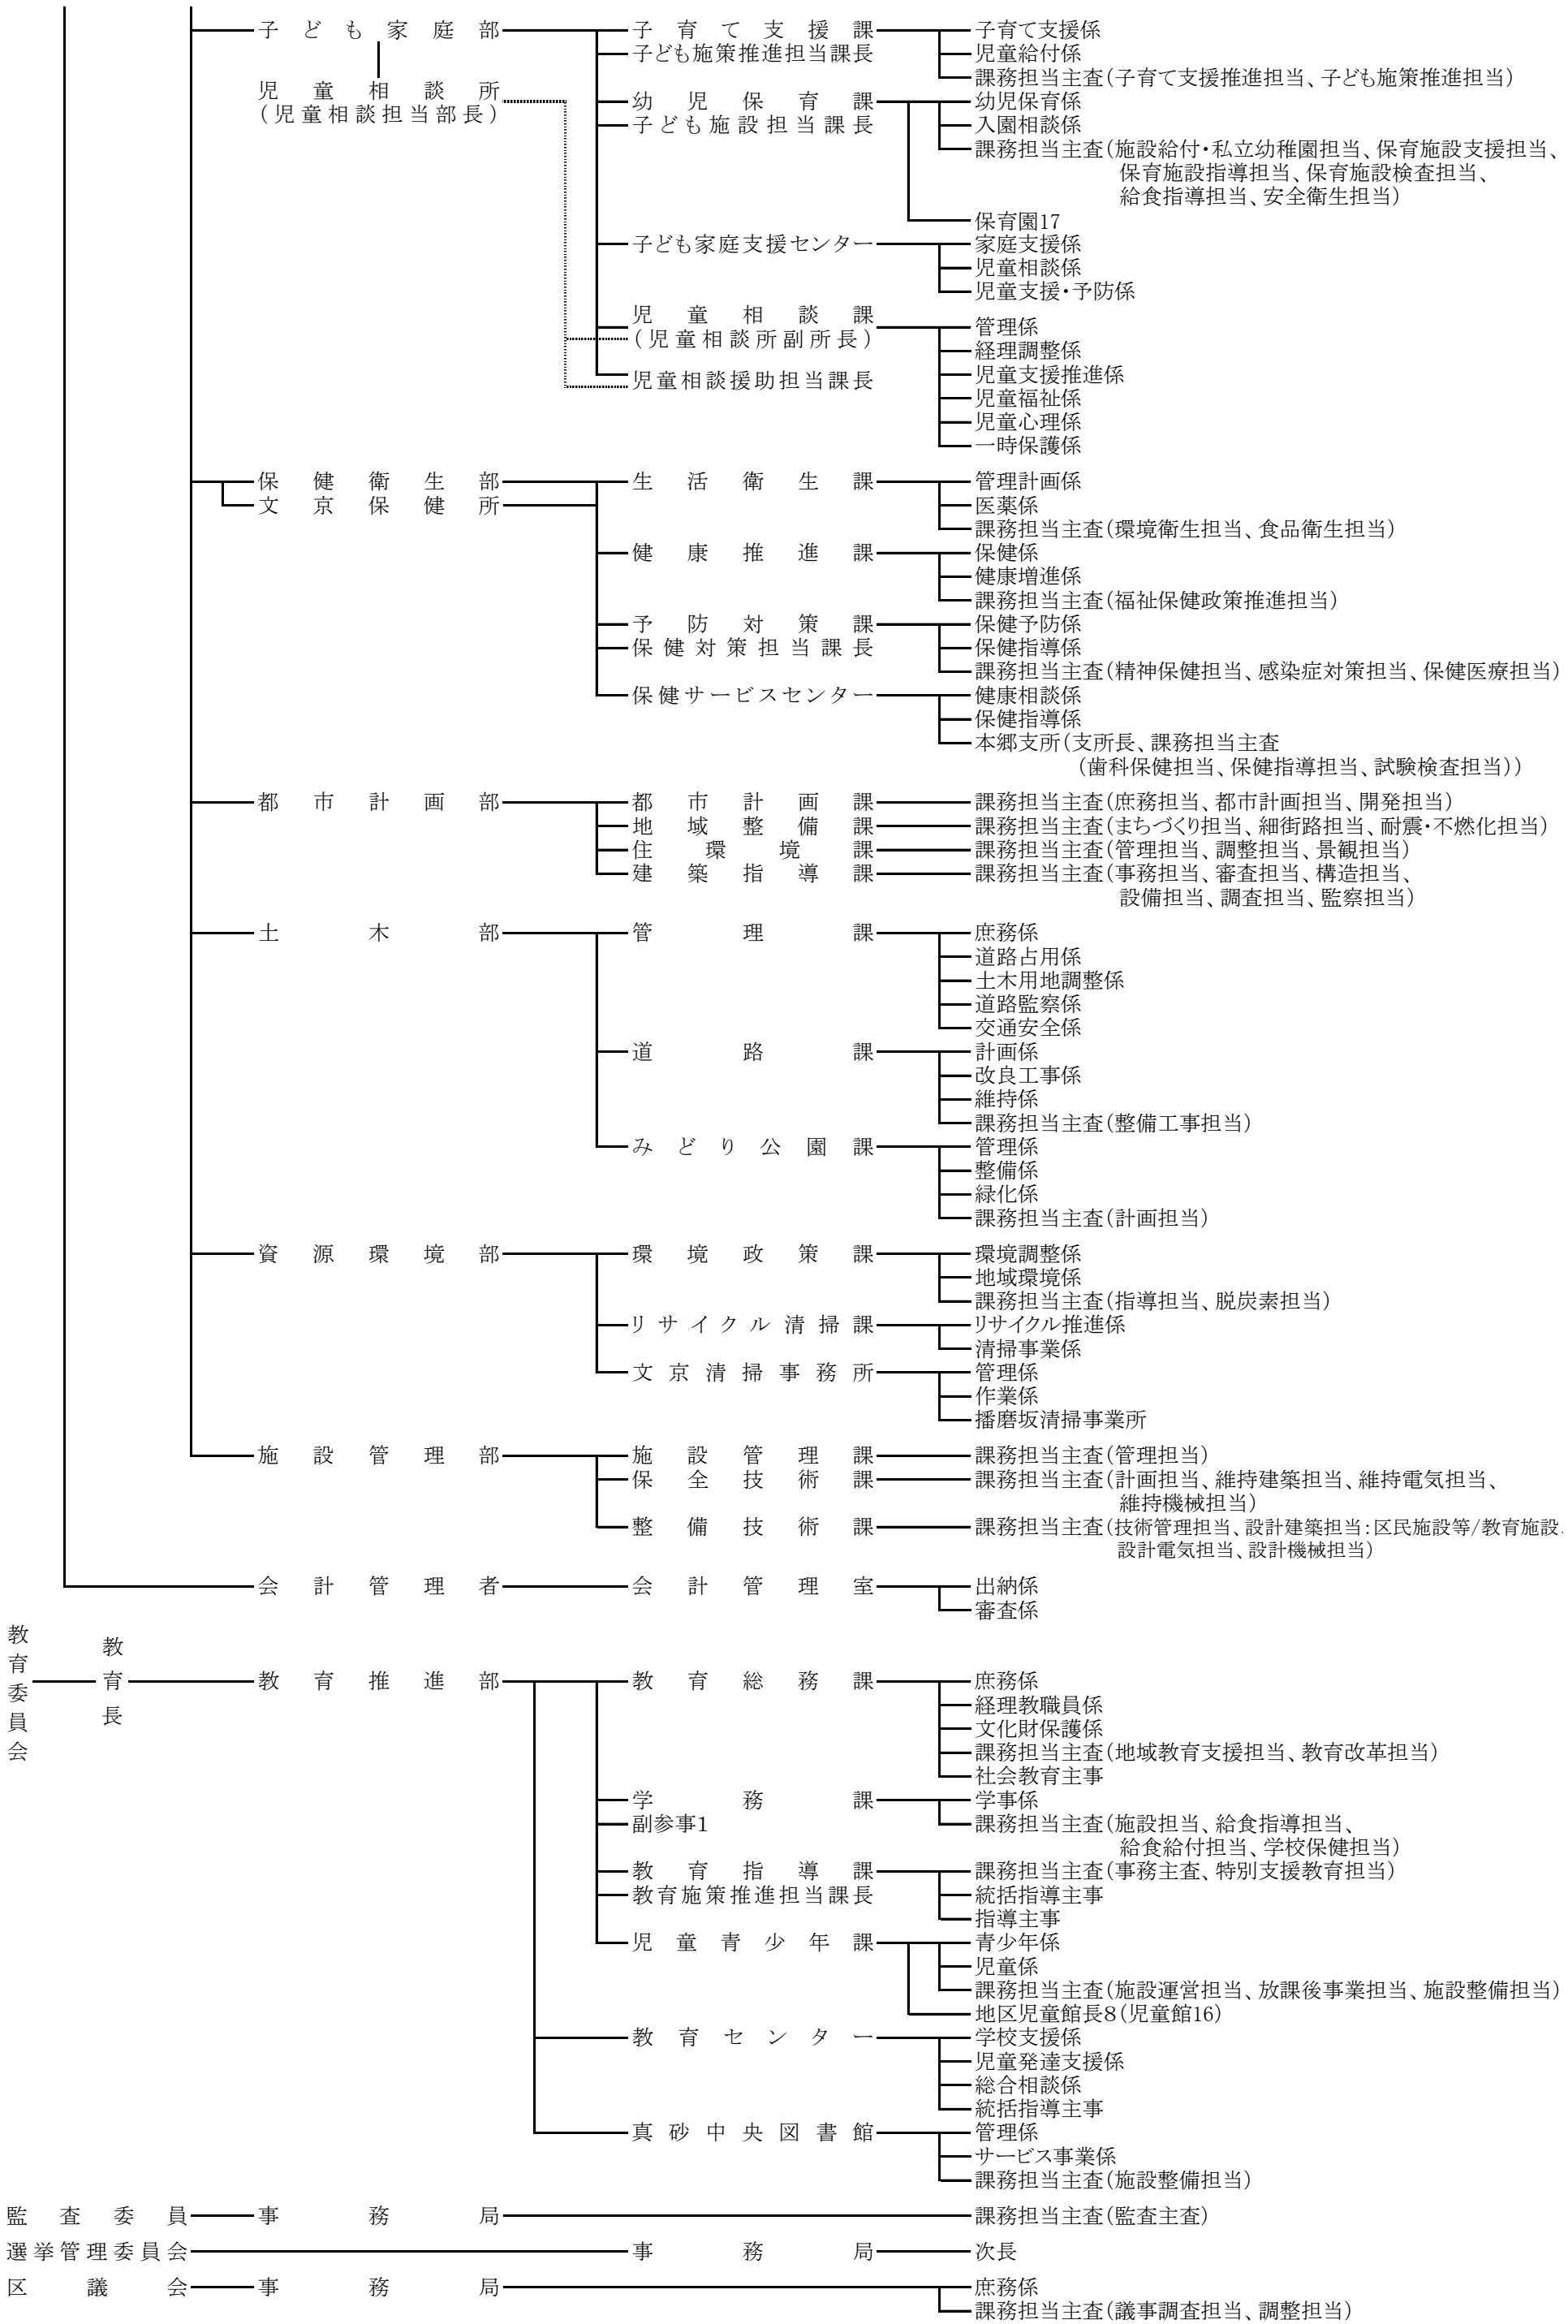 子ども家庭部 子育て支援課 子育て支援係
子ども施策推進担当課長 児童給付係
課務担当主査(子育て支援推進担当、子ども施策推進担当)
児童相談所 幼児保育課 幼児保育係
(児童相談担当部長) 子ども施設担当課長 入園相談係
課務担当主査(施設給付・私立幼稚園担当、保育施設支援担当、
保育施設指導担当、保育施設検査担当、
給食指導担当、安全衛生担当)
保育園17
子ども家庭支援センター 家庭支援係
児童相談係
児童支援・予防係
児童相談課 管理係
(児童相談所副所長) 経理調整係
児童相談援助担当課長 児童支援推進係
児童福祉係
児童心理係
一時保護係
保健衛生部 生活衛生課 管理計画係
文京保健所 医薬係
課務担当主査(環境衛生担当、食品衛生担当)
健康推進課 保健係
健康増進係
課務担当主査(福祉保健政策推進担当)
予防対策課 保健予防係
保健対策担当課長 保健指導係
課務担当主査(精神保健担当、感染症対策担当、保健医療担当)
保健サービスセンター 健康相談係
保健指導係
本郷支所(支所長、課務担当主査
(歯科保健担当、保健指導担当、試験検査担当))
都市計画部 都市計画課 課務担当主査(庶務担当、都市計画担当、開発担当)
地域整備課 課務担当主査(まちづくり担当、細街路担当、耐震・不燃化担当)
住環境課 課務担当主査(管理担当、調整担当、景観担当)
建築指導課 課務担当主査(事務担当、審査担当、構造担当、
設備担当、調査担当、監察担当)
土木部 管理課 庶務係
道路占用係
土木用地調整係
道路監察係
交通安全係
道路課 計画係
改良工事係
維持係
課務担当主査(整備工事担当)
みどり公園課 管理係
整備係
緑化係
課務担当主査(計画担当)
資源環境部 環境政策課 環境調整係
地域環境係
課務担当主査(指導担当、脱炭素担当)
リサイクル清掃課 リサイクル推進係
清掃事業係
文京清掃事務所 管理係
作業係
播磨坂清掃事業所
施設管理部 施設管理課 課務担当主査(管理担当)
保全技術課 課務担当主査(計画担当、維持建築担当、維持電気担当、
維持機械担当)
整備技術課 課務担当主査(技術管理担当、設計建築担当:区民施設等/教育施設、
設計電気担当、設計機械担当)
会計管理者 会計管理室 出納係
審査係
教育委員会 教育長 教育推進部 教育総務課 庶務係
経理教職員係
文化財保護係
課務担当主査(地域教育支援担当、教育改革担当)
社会教育主事
学務課 学事係
副参事1 課務担当主査(施設担当、給食指導担当、
給食給付担当、学校保健担当)
教育指導課 課務担当主査(事務主査、特別支援教育担当)
教育施策推進担当課長 統括指導主事
指導主事
児童青少年課 青少年係
児童係
課務担当主査(施設運営担当、放課後事業担当、施設整備担当)
地区児童館長8(児童館16)
教育センター 学校支援係
児童発達支援係
総合相談係
統括指導主事
真砂中央図書館 管理係
サービス事業係
課務担当主査(施設整備担当)
監査委員 事務局 課務担当主査(監査主査)
選挙管理委員会 事務局 次長
区議会 事務局 庶務係
課務担当主査(議事調査担当、調整担当)